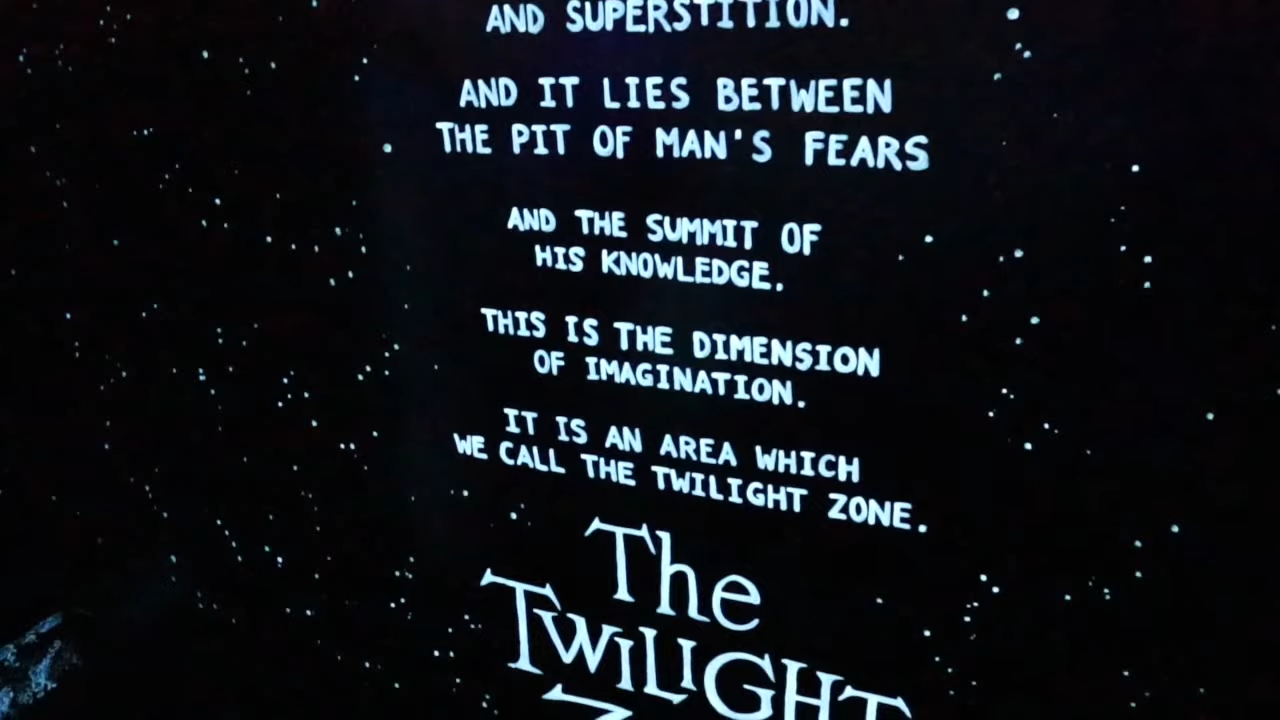 AND SUPERSTITION.
AND IT LIES BETWEEN
THE PIT OF MAN'S FEARS
AND THE SUMMIT OF
HIS KNOWLEDGE.
THIS IS THE DIMENSION
OF IMAGINATION.
IT IS AN AREA WHICH
WE CALL THE TWILIGHT ZONE.
The
TWILIGHT